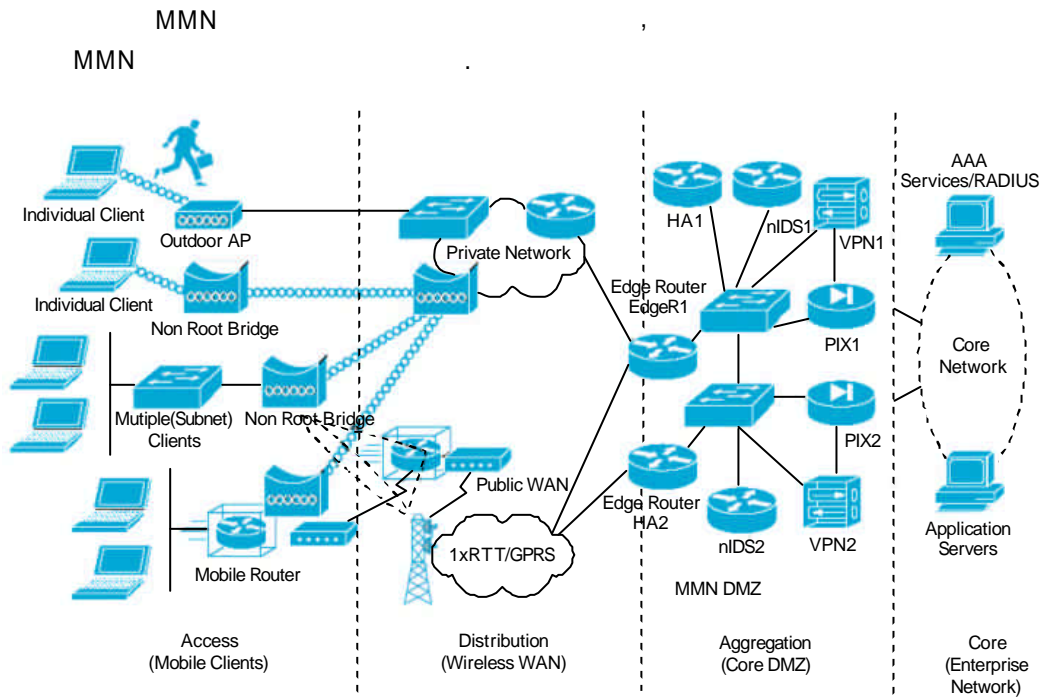 MMN ,
MMN .
Individual Client
Outdoor AP
Individual Client
Non Root Bridge
Mutiple(Subnet)
Clients
Non Root Bridge
Mobile Router
Private Network
Public WAN
1xRTT/GPRS
HA1
nIDS1
VPN1
Edge Router
EdgeR1
PIX1
PIX2
Edge Router
HA2
nIDS2
VPN2
MMN DMZ
AAA
Services/RADIUS
Core
Network
Application
Servers
Access
(Mobile Clients)
Distribution
(Wireless WAN)
Aggregation
(Core DMZ)
Core
(Enterprise
Network)